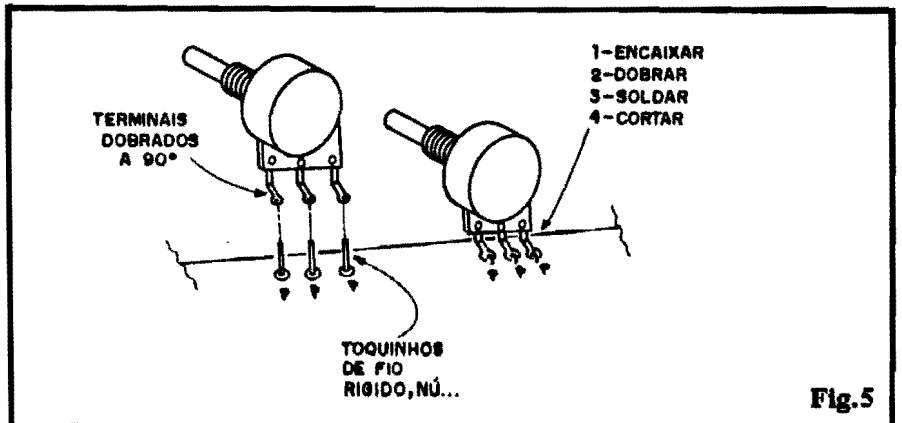 1-ENCAIXAR
2-DOBRAR
3-SOLDAR
4-CORTAR
TERMINAIS
DOBRADOS
A 90°
P P P
P P P
TOQUINHOS
DE FIO
RIGIDO,NÚ...
Fig.5